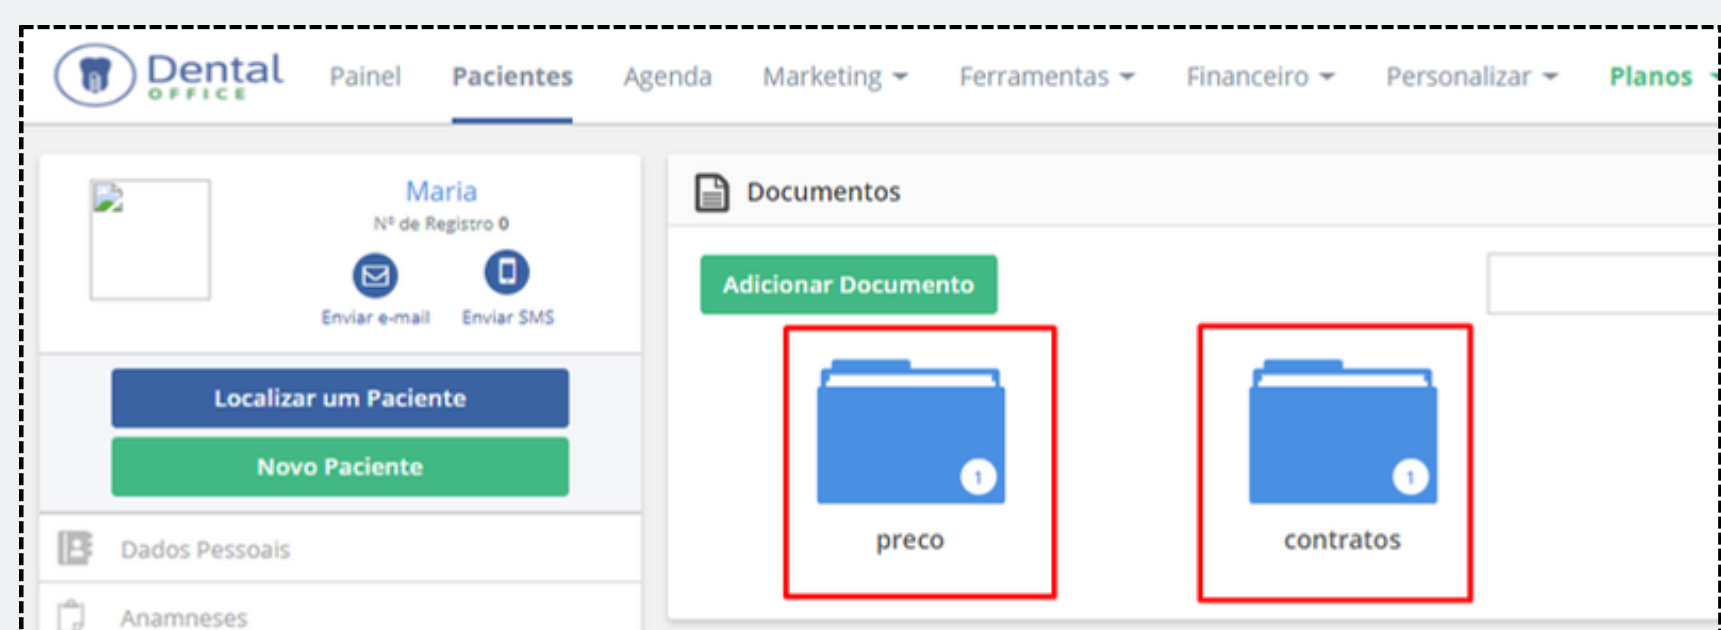 Dental
OFFICE
Painel
Pacientes
Agenda
Marketing
Ferramentas
Financeiro
Personalizar
Planos
Maria
Nº de Registro 0
Enviar e-mail
Enviar SMS
Localizar um Paciente
Novo Paciente
Dados Pessoais
Anamneses
Documentos
Adicionar Documento
1
preco
1
contratos